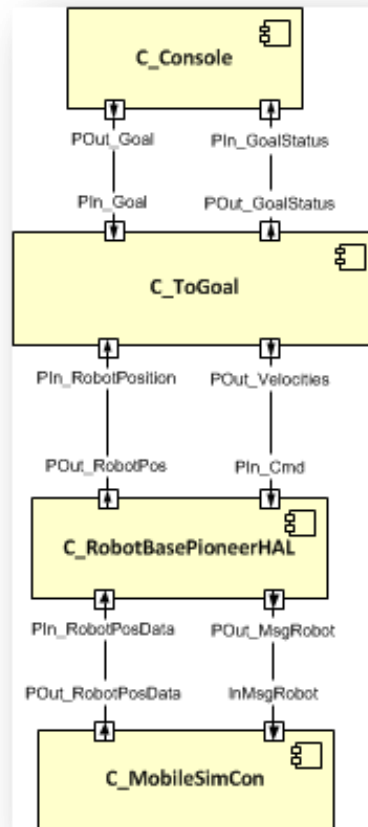 C_Console
POut_Goal PIn_GoalStatus
PIn_Goal POut_GoalStatus
C_ToGoal
PIn_RobotPosition POut_Velocities
POut_RobotPos PIn_Cmd
C_RobotBasePioneerHAL
PIn_RobotPosData POut_MsgRobot
POut_RobotPosData InMsgRobot
C_MobileSimCon